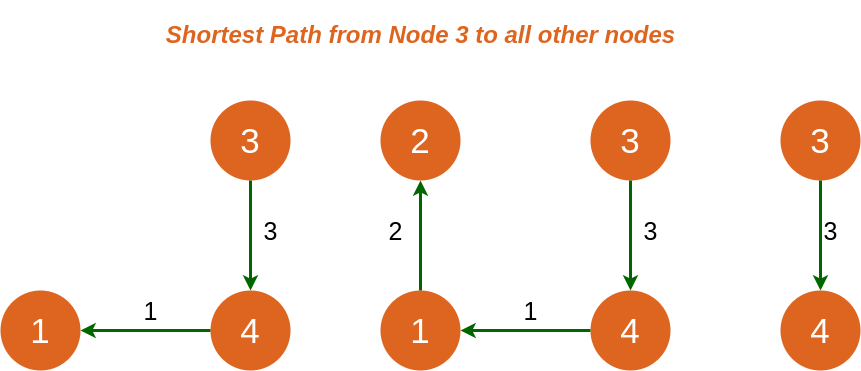 Shortest Path from Node 3 to all other nodes
3 2 3 3
3 2 3 3
1 1
1 4 1 4 4